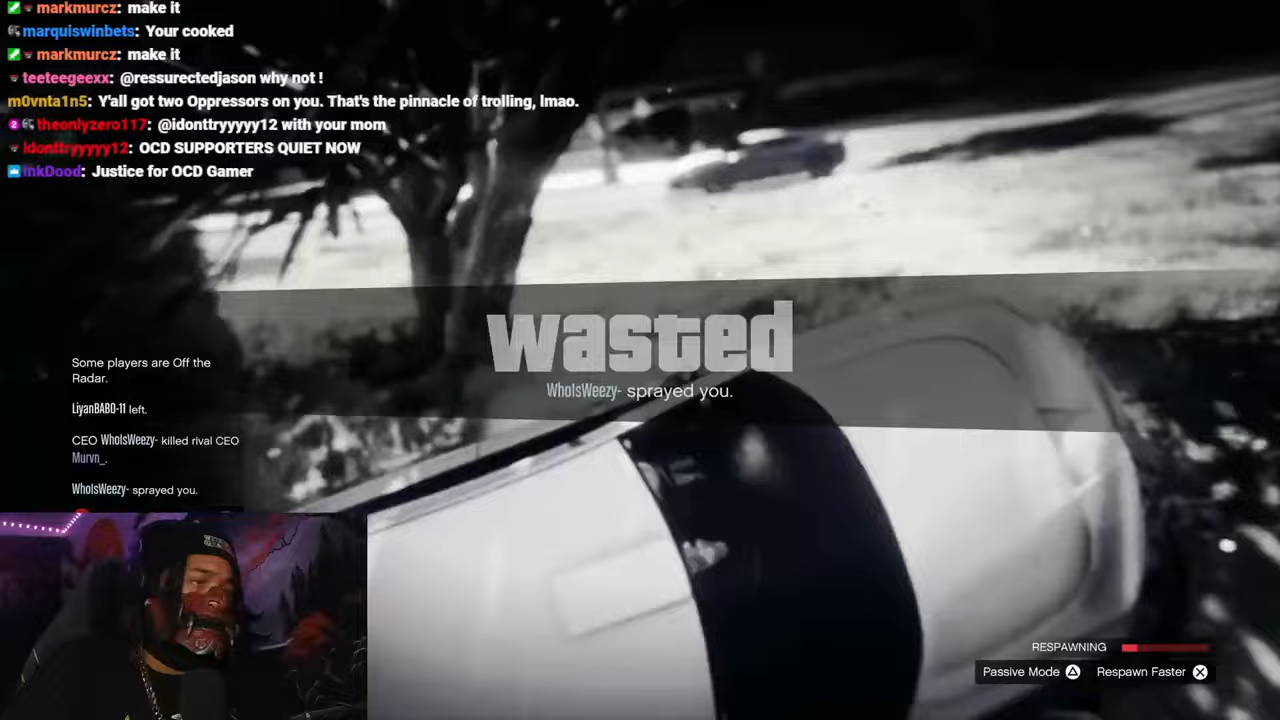 markmurcz: make it
marquiswinbets: Your cooked
markmurcz: make it
teeteegeexx: @ressurectedjason why not !
m0vnta1n5: Y'all got two Oppressors on you. That's the pinnacle of trolling, lmao.
theonlyzero117: @idonttryyyyy12 with your mom
idonttryyyyy12: OCD SUPPORTERS QUIET NOW
InkDood: Justice for OCD Gamer
wasted
WhoIsWeezy- sprayed you.
Some players are Off the
Radar.
LiyanBABO-11 left.
CEO WhoIsWeezy- killed rival CEO
Murvn_.
WhoIsWeezy- sprayed you.
RESPAWNING
Passive Mode Respawn Faster